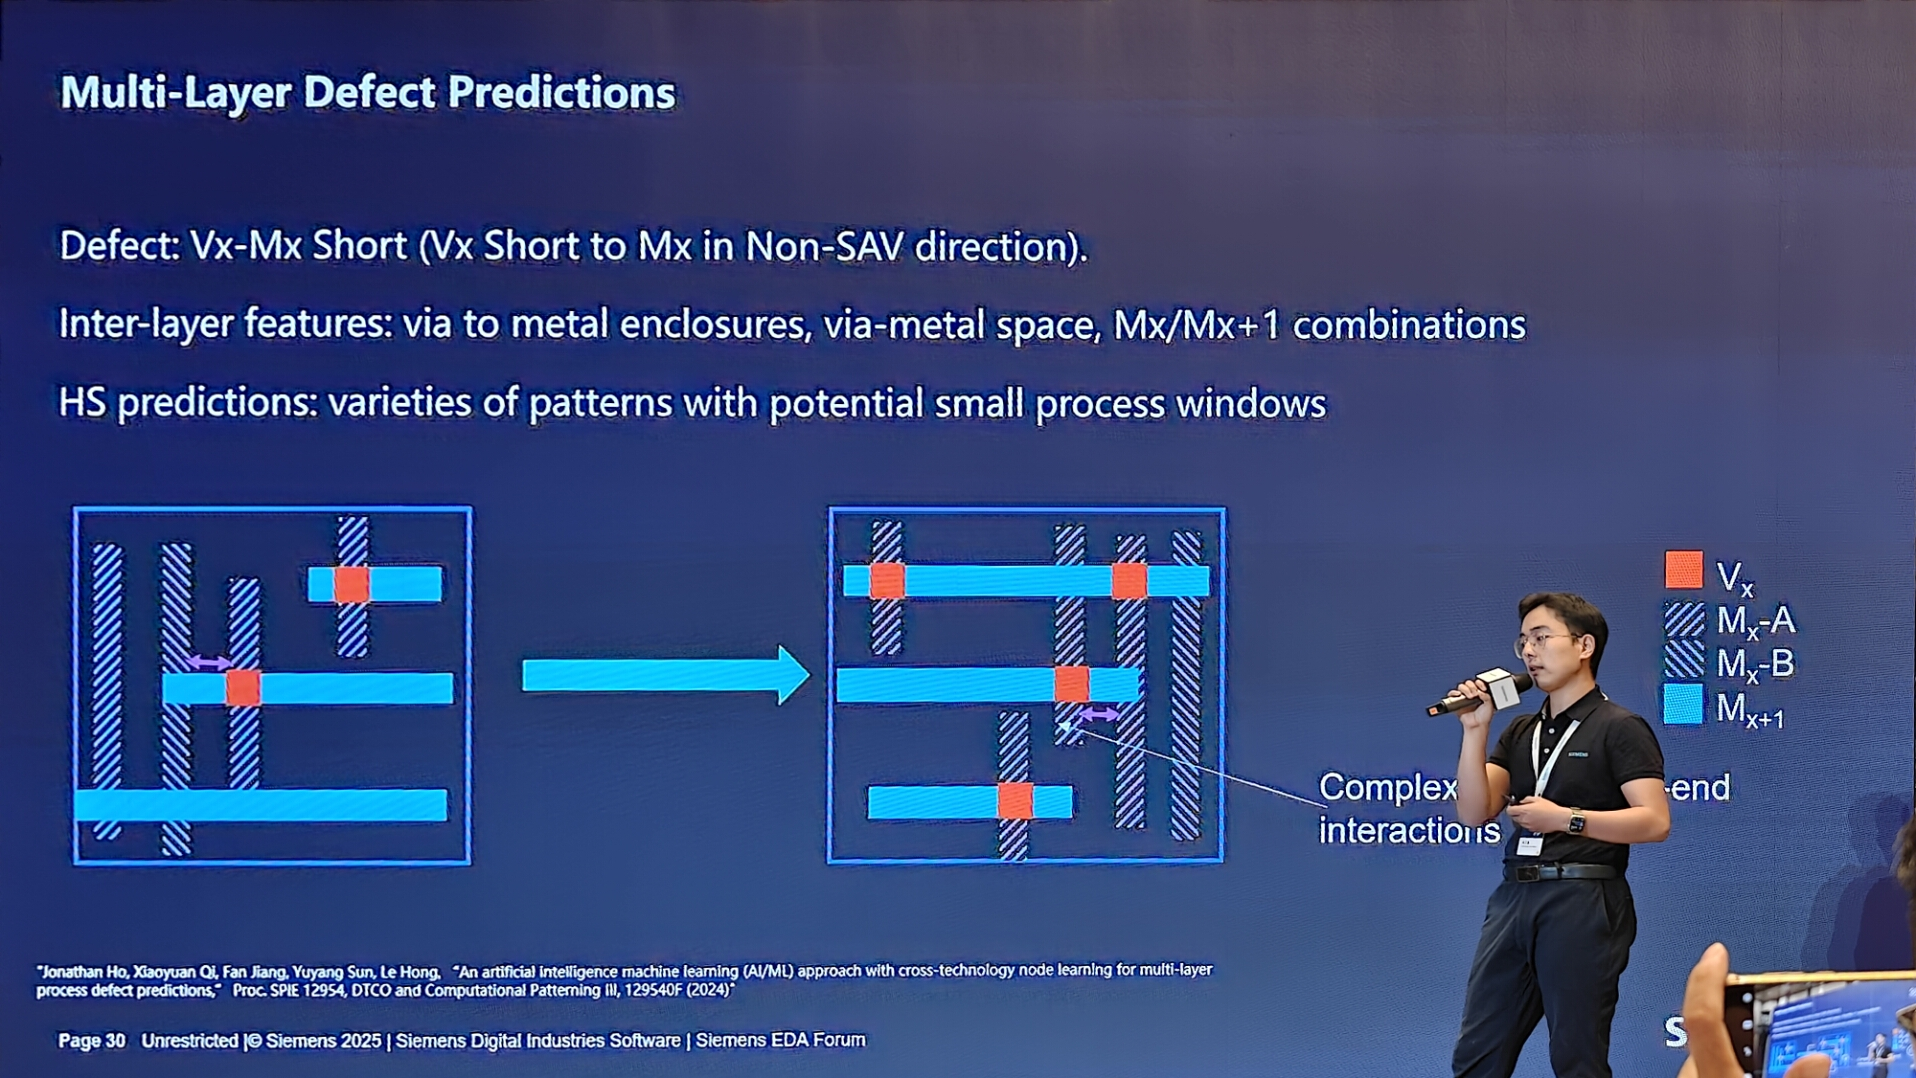 Multi-Layer Defect Predictions
Defect: Vx-Mx Short (Vx Short to Mx in Non-SAV direction).
Inter-layer features: via to metal enclosures, via-metal space, Mx/Mx+1 combinations
HS predictions: varieties of patterns with potential small process windows
Vx
Mx-A
Mx-B
Mx+1
Complex -end
interactions
"Jonathan Ho, Xiaoyuan Qi, Fan Jiang, Yuyang Sun, Le Hong, "An artificial intelligence machine learning (AI/ML) approach with cross-technology node learning for multi-layer
process defect predictions," Proc. SPIE 12954, DTCO and Computational Patterning III, 129540F (2024)"
Page 30 Unrestricted |© Siemens 2025 | Siemens Digital Industries Software | Siemens EDA Forum
SIEMENS